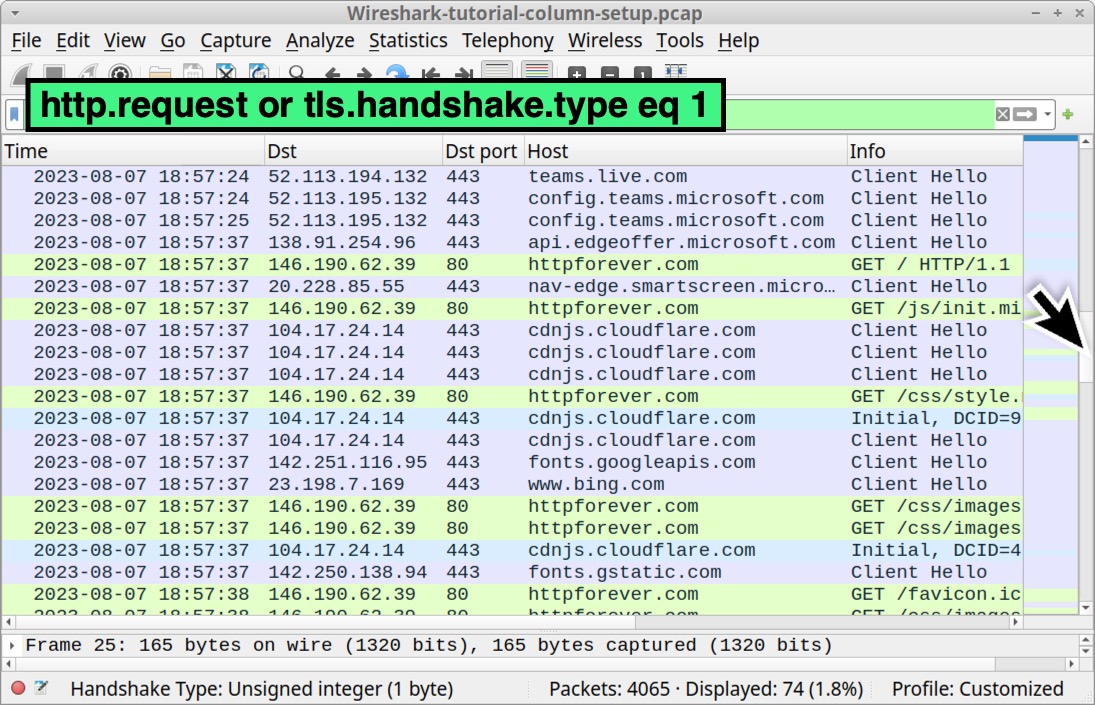 Wireshark-tutorial-column-setup.pcap
File Edit View Go Capture Analyze Statistics Telephony Wireless Tools Help
http.request or tls.handshake.type eq 1
Time Dst Dst port Host Info
2023-08-07 18:57:24 52.113.194.132 443 teams.live.com Client Hello
2023-08-07 18:57:24 52.113.195.132 443 config.teams.microsoft.com Client Hello
2023-08-07 18:57:25 52.113.195.132 443 config.teams.microsoft.com Client Hello
2023-08-07 18:57:37 138.91.254.96 443 api.edgeoffer.microsoft.com Client Hello
2023-08-07 18:57:37 146.190.62.39 80 httpforever.com GET / HTTP/1.1
2023-08-07 18:57:37 20.228.85.55 443 nav-edge.smartscreen.micro… Client Hello
2023-08-07 18:57:37 146.190.62.39 80 httpforever.com GET /js/init.mi
2023-08-07 18:57:37 104.17.24.14 443 cdnjs.cloudflare.com Client Hello
2023-08-07 18:57:37 104.17.24.14 443 cdnjs.cloudflare.com Client Hello
2023-08-07 18:57:37 104.17.24.14 443 cdnjs.cloudflare.com Client Hello
2023-08-07 18:57:37 146.190.62.39 80 httpforever.com GET /css/style.
2023-08-07 18:57:37 104.17.24.14 443 cdnjs.cloudflare.com Initial, DCID=9
2023-08-07 18:57:37 104.17.24.14 443 cdnjs.cloudflare.com Client Hello
2023-08-07 18:57:37 142.251.116.95 443 fonts.googleapis.com Client Hello
2023-08-07 18:57:37 23.198.7.169 443 www.bing.com Client Hello
2023-08-07 18:57:37 146.190.62.39 80 httpforever.com GET /css/images
2023-08-07 18:57:37 146.190.62.39 80 httpforever.com GET /css/images
2023-08-07 18:57:37 104.17.24.14 443 cdnjs.cloudflare.com Initial, DCID=4
2023-08-07 18:57:37 142.250.138.94 443 fonts.gstatic.com Client Hello
2023-08-07 18:57:38 146.190.62.39 80 httpforever.com GET /favicon.ic
2023-08-07 18:57:38 146.190.62.39 80 httpforever.com GET /css/images
Frame 25: 165 bytes on wire (1320 bits), 165 bytes captured (1320 bits)
Handshake Type: Unsigned integer (1 byte) Packets: 4065 · Displayed: 74 (1.8%) Profile: Customized